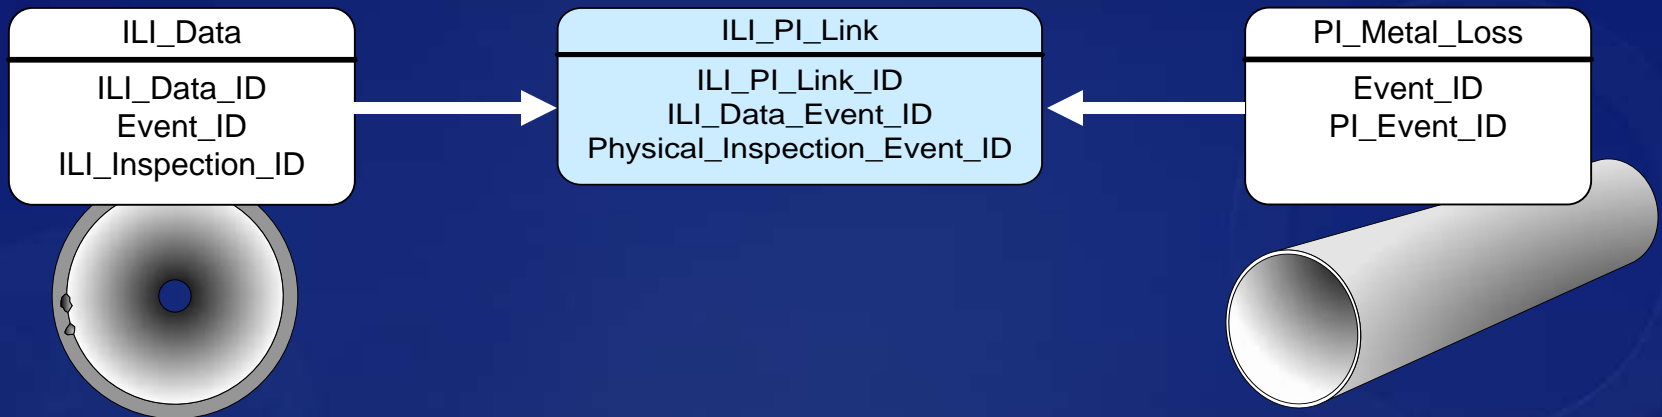 ILI_Data
ILI_Data_ID
Event_ID
ILI_Inspection_ID
ILI_PI_Link
ILI_PI_Link_ID
ILI_Data_Event_ID
Physical_Inspection_Event_ID
PI_Metal_Loss
Event_ID
PI_Event_ID